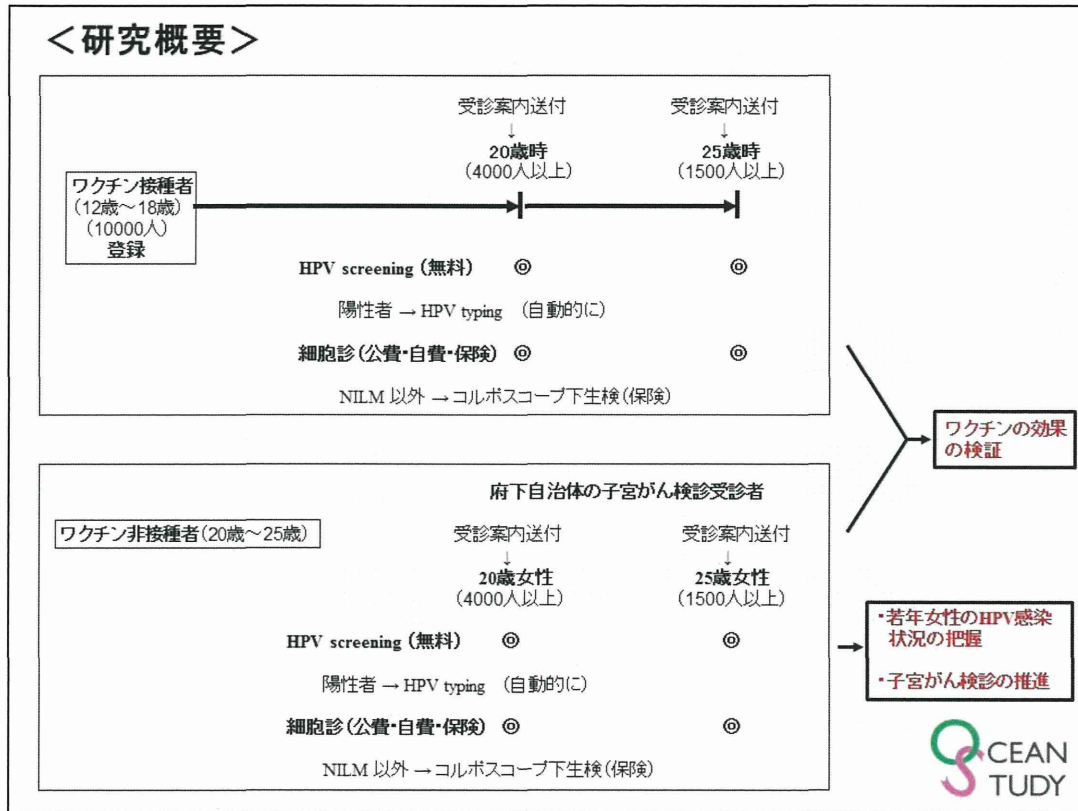 ＜研究概要＞
受診案内送付 受診案内送付
↓ ↓
20歳時 25歳時
(4000人以上) (1500人以上)
ワクチン接種者
(12歳～18歳)
(10000人)
登録
HPV screening (無料) ◎ ◎
陽性者 → HPV typing (自動的に)
細胞診(公費・自費・保険) ◎ ◎
NILM 以外 → コルポスコープ下生検(保険)
ワクチンの効果
の検証
府下自治体の子宮がん検診受診者
ワクチン非接種者(20歳～25歳)
受診案内送付 受診案内送付
↓ ↓
20歳女性 25歳女性
(4000人以上) (1500人以上)
HPV screening (無料) ◎ ◎
陽性者 → HPV typing (自動的に)
細胞診(公費・自費・保険) ◎ ◎
NILM 以外 → コルポスコープ下生検(保険)
・若年女性のHPV感染
状況の把握
・子宮がん検診の推進
OCEAN
STUDY